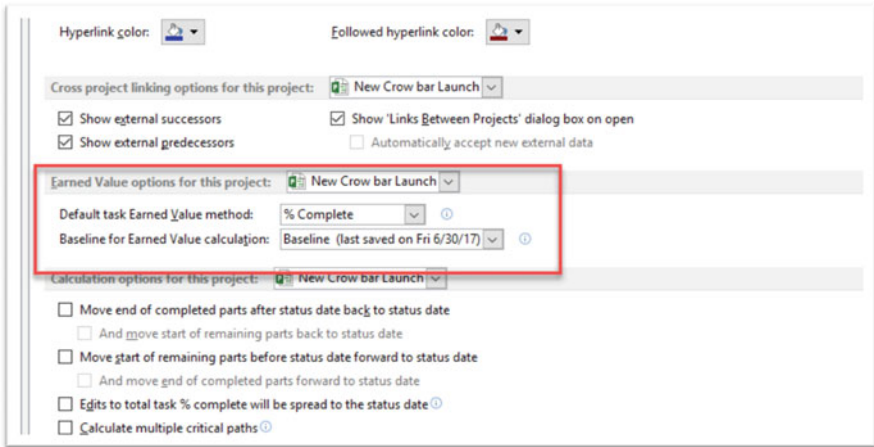 Hyperlink color: Followed hyperlink color:
Cross project linking options for this project: New Crow bar Launch
Show external successors Show 'Links Between Projects' dialog box on open
Show external predecessors Automatically accept new external data
Earned Value options for this project: New Crow bar Launch
Default task Earned Value method: % Complete
Baseline for Earned Value calculation: Baseline (last saved on Fri 6/30/17)
Calculation options for this project: New Crow bar Launch
Move end of completed parts after status date back to status date
And move start of remaining parts back to status date
Move start of remaining parts before status date forward to status date
And move end of completed parts forward to status date
Edits to total task % complete will be spread to the status date
Calculate multiple critical paths